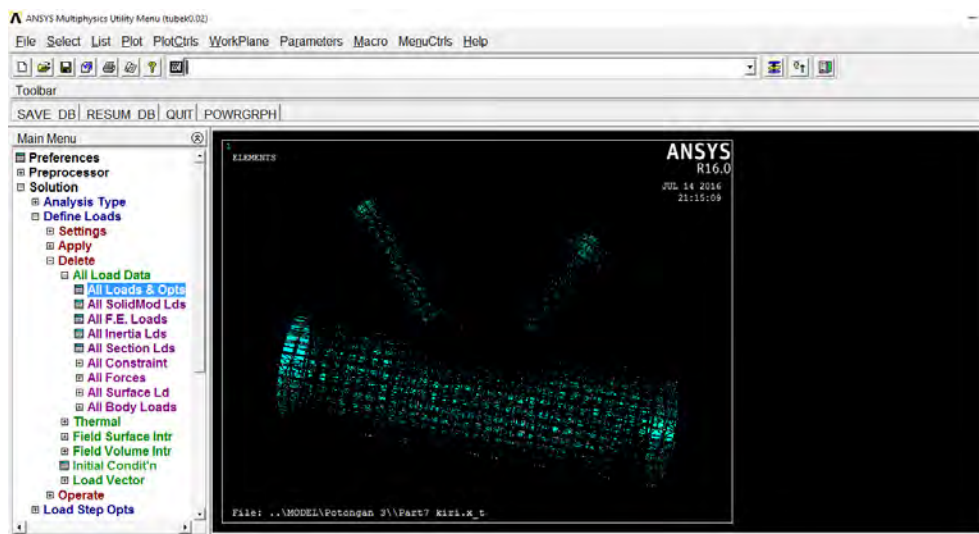 ANSYS Multiphysics Utility Menu (tubek0.02)
File Select List Plot PlotCtrls WorkPlane Parameters Macro MenuCtrls Help
Toolbar
SAVE_DB RESUM_DB QUIT POWRGRPH
Main Menu
Preferences
Preprocessor
Solution
Analysis Type
Define Loads
Settings
Apply
Delete
All Load Data
All Loads & Opts
All SolidMod Lds
All F.E. Loads
All Inertia Lds
All Section Lds
All Constraint
All Forces
All Surface Ld
All Body Loads
Thermal
Field Surface Intr
Field Volume Intr
Initial Condit'n
Load Vector
Operate
Load Step Opts
1
ELEMENTS
ANSYS
R16.0
JUL 14 2016
21:15:09
File: ..\MODEL\Potongan 3\\Part7 kiri.x_t